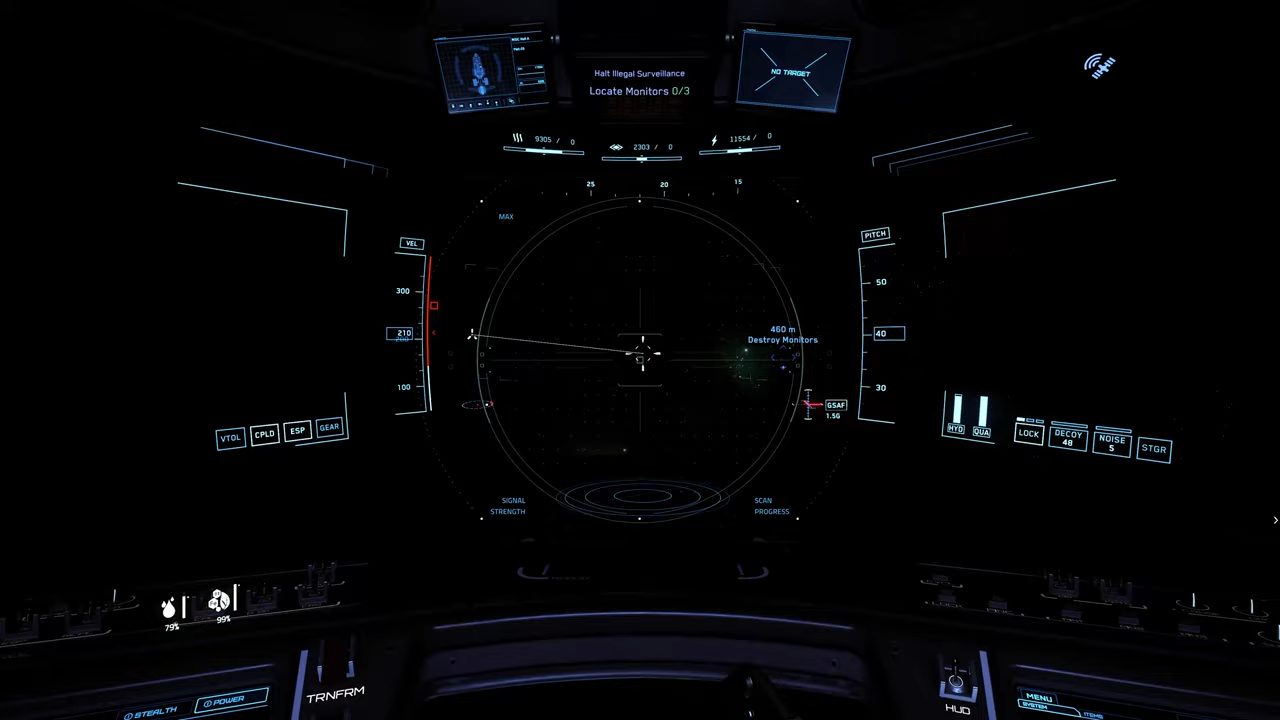 Halt Illegal Surveillance
Locate Monitors 0/3
NO TARGET
9305 / 0
2303 / 0
11554 / 0
25 20 15
MAX
VEL
300
210
100
PITCH
50
40
30
460 m
Destroy Monitors
GSAF
1.5G
VTOL CPLD ESP GEAR
HYD QUA
LOCK
DECOY
48
NOISE
5
STGR
SIGNAL
STRENGTH
SCAN
PROGRESS
79%
99%
STEALTH
POWER
TRNFRM
HUD
MENU
SYSTEM
ITEMS